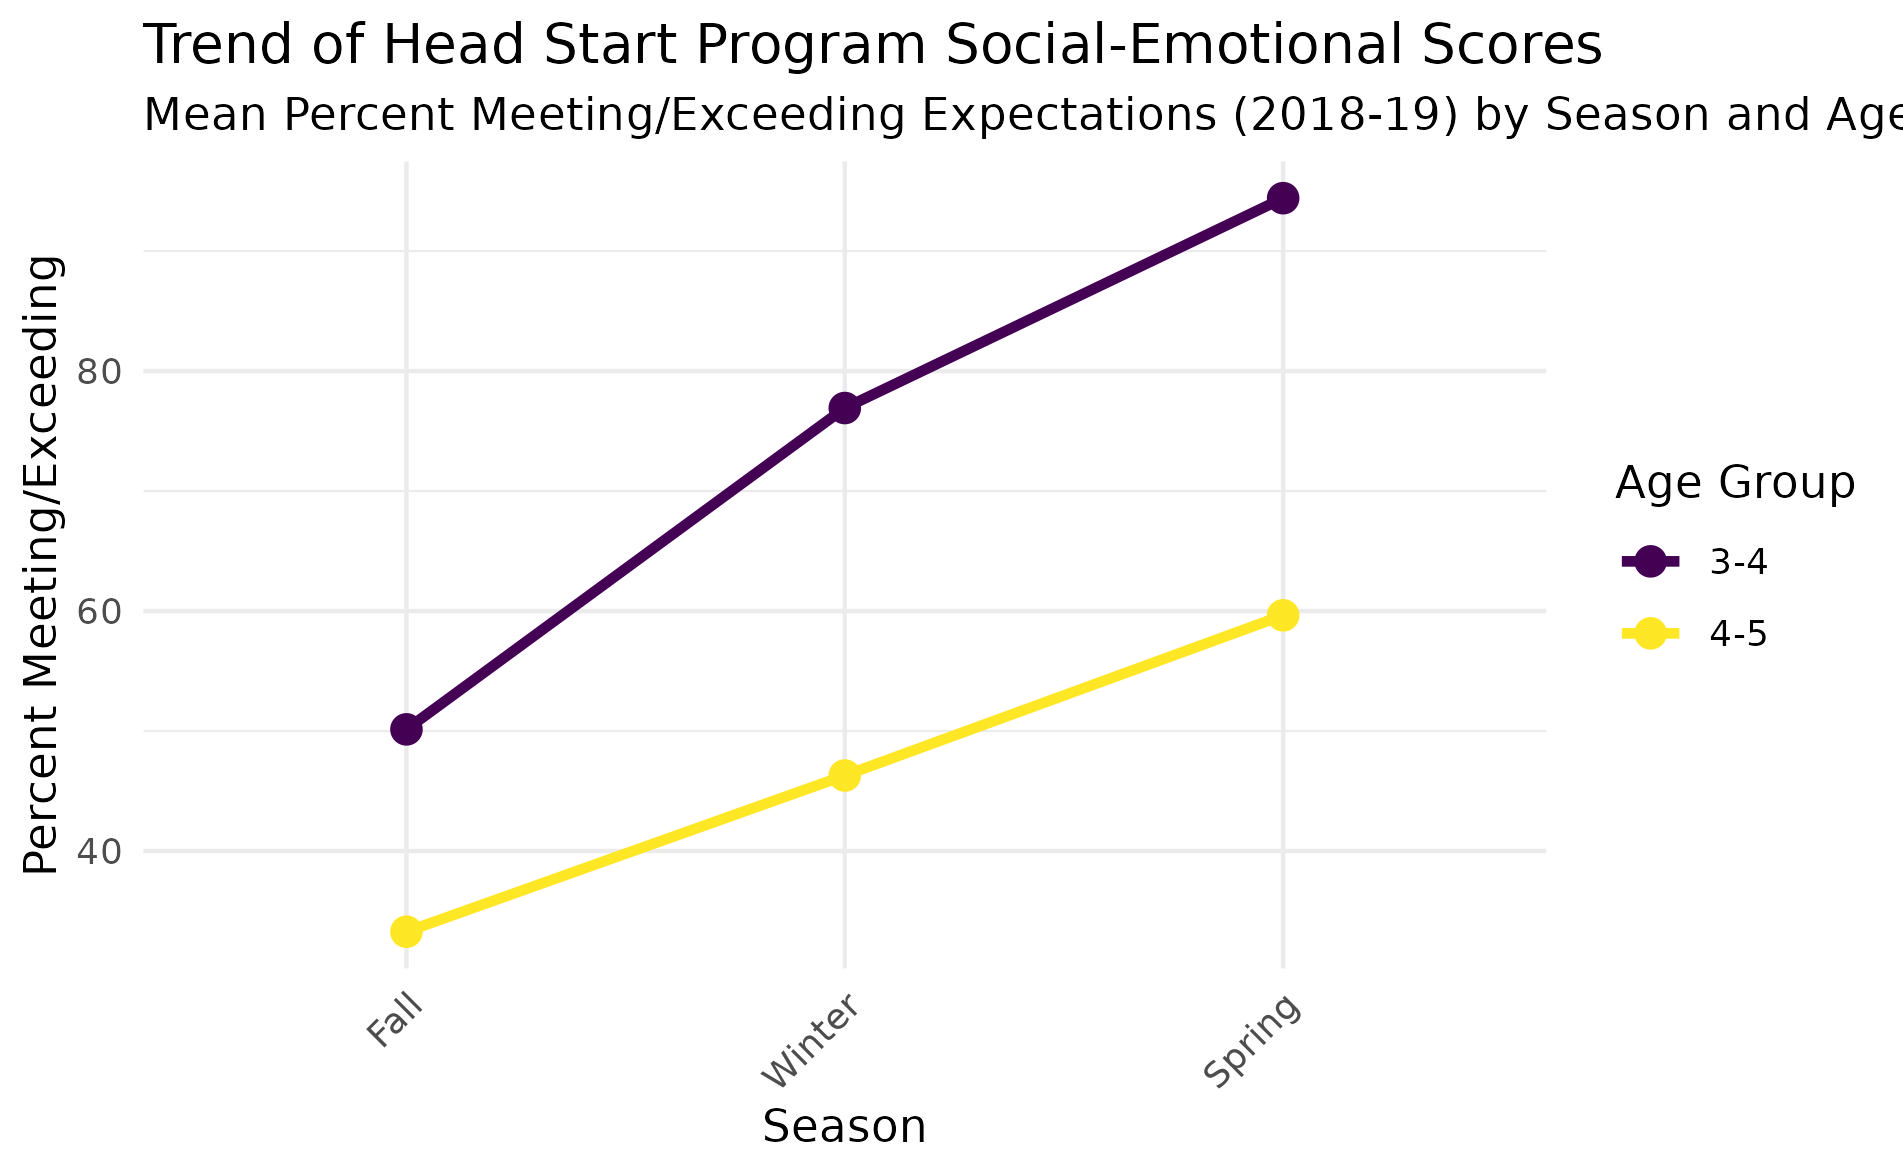 Trend of Head Start Program Social-Emotional Scores
Mean Percent Meeting/Exceeding Expectations (2018-19) by Season and Age
Percent Meeting/Exceeding
80
60
40
Fall
Winter
Spring
Season
Age Group
3-4
4-5